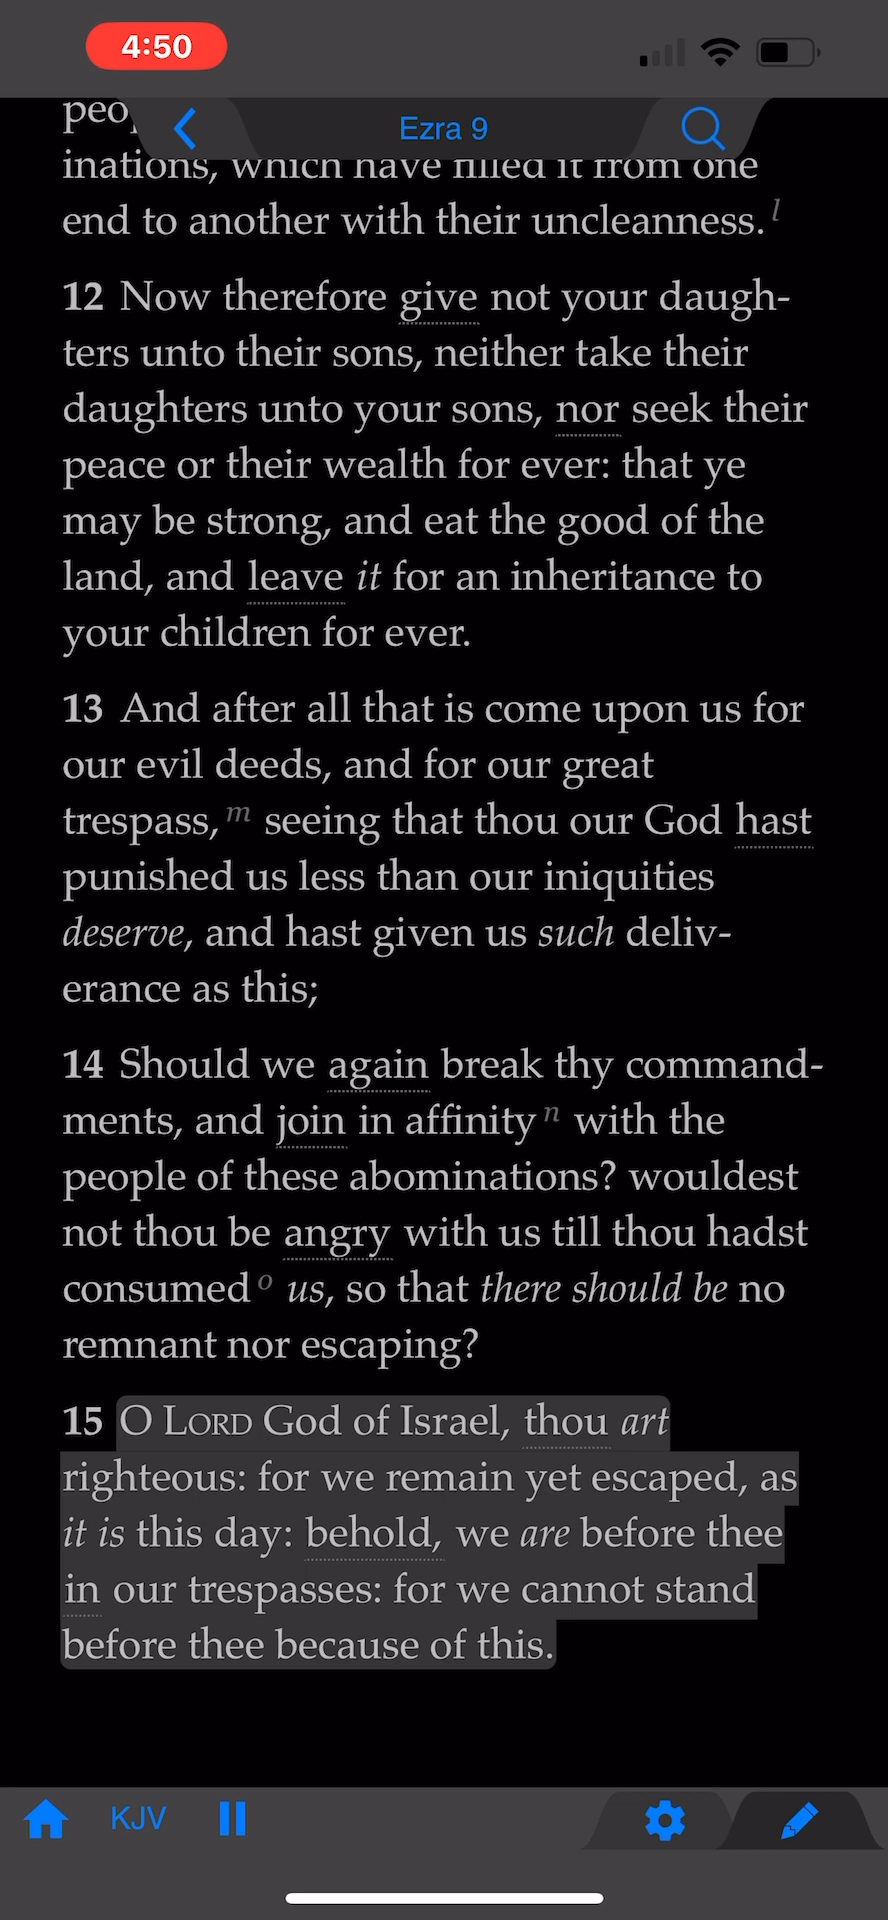 4:50
Ezra 9
inations, which have filled it from one
end to another with their uncleanness. l
12 Now therefore give not your daugh-
ters unto their sons, neither take their
daughters unto your sons, nor seek their
peace or their wealth for ever: that ye
may be strong, and eat the good of the
land, and leave it for an inheritance to
your children for ever.
13 And after all that is come upon us for
our evil deeds, and for our great
trespass, m seeing that thou our God hast
punished us less than our iniquities
deserve, and hast given us such deliv-
erance as this;
14 Should we again break thy command-
ments, and join in affinity n with the
people of these abominations? wouldest
not thou be angry with us till thou hadst
consumed o us, so that there should be no
remnant nor escaping?
15 O LORD God of Israel, thou art
righteous: for we remain yet escaped, as
it is this day: behold, we are before thee
in our trespasses: for we cannot stand
before thee because of this.
KJV